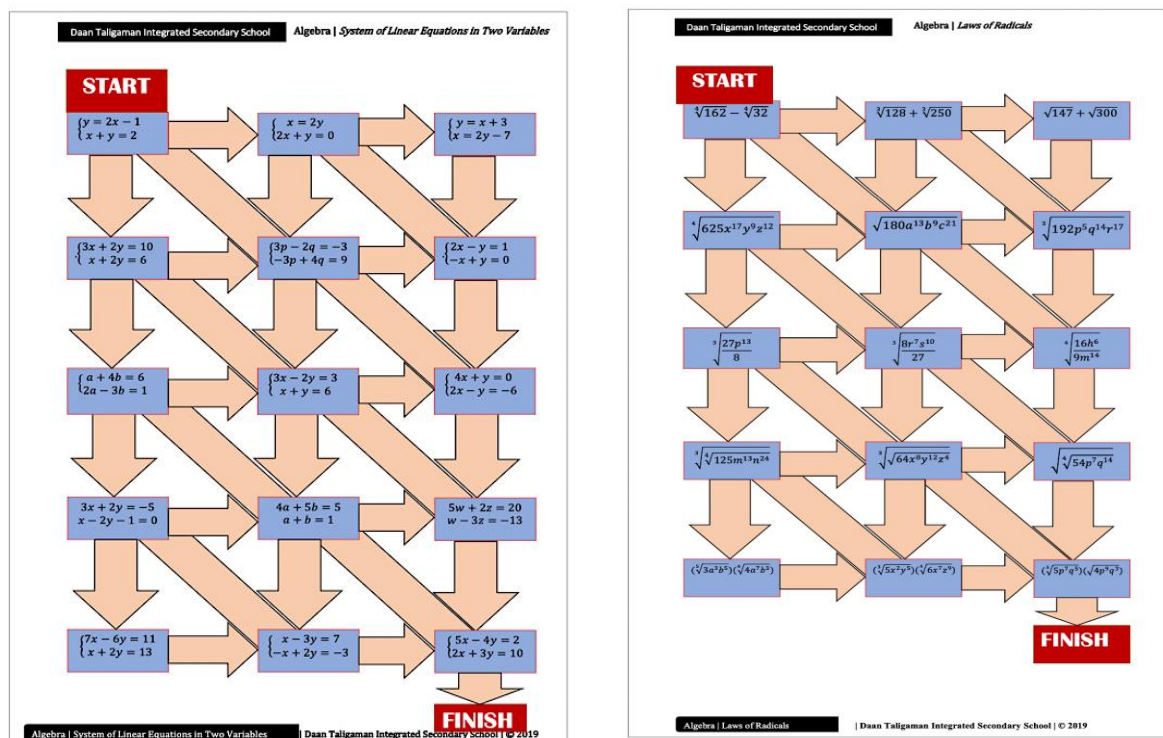 Daan Taligaman Integrated Secondary School Algebra | System of Linear Equations in Two Variables
START
{y = 2x − 1
x + y = 2
{x = 2y
2x + y = 0
{y = x + 3
x = 2y − 7
{3x + 2y = 10
x + 2y = 6
{3p − 2q = −3
−3p + 4q = 9
{2x − y = 1
−x + y = 0
{a + 4b = 6
2a − 3b = 1
{3x − 2y = 3
x + y = 6
{4x + y = 0
2x − y = −6
3x + 2y = −5
x − 2y − 1 = 0
4a + 5b = 5
a + b = 1
5w + 2z = 20
w − 3z = −13
{7x − 6y = 11
x + 2y = 13
{x − 3y = 7
−x + 2y = −3
{5x − 4y = 2
2x + 3y = 10
FINISH
Algebra | System of Linear Equations in Two Variables | Daan Taligaman Integrated Secondary School | © 2019
Daan Taligaman Integrated Secondary School Algebra | Laws of Radicals
START
∜162 − ∜32
∛128 + ∛250
√147 + √300
∜625x¹⁷y⁹z¹²
√180a¹³b⁹c²¹
192p⁵q¹⁴r¹⁷
∛27p¹³/8
∛8r⁷s¹⁰/27
∜16h⁶/9m¹⁴
∛∜125m¹³n²⁴
∛√64x⁸y¹²z⁴
√∜54p⁷q¹⁴
FINISH
Algebra | Laws of Radicals | Daan Taligaman Integrated Secondary School | © 2019